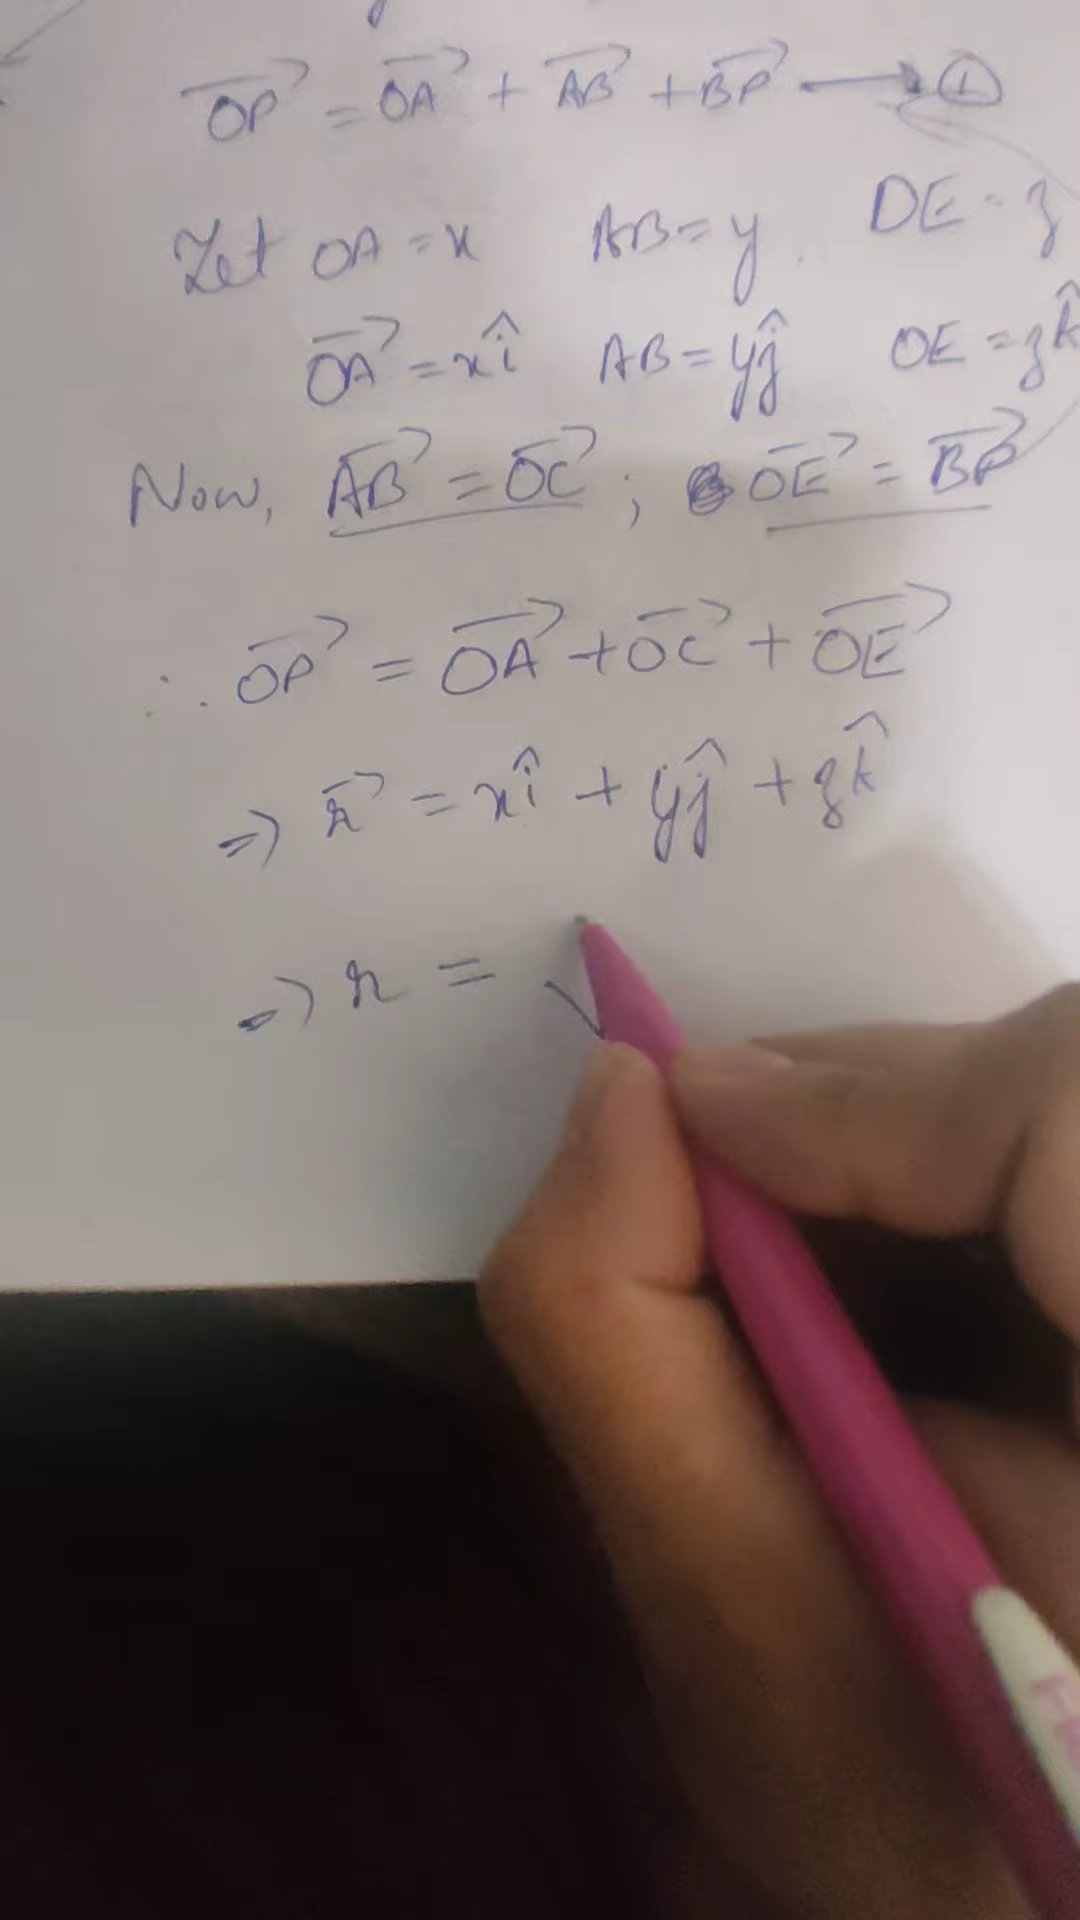 →OP = →OA + →AB + →BP ⟶ ①
Let OA = x AB = y DE = z
→OA = xî AB = yĵ OE = zk̂
Now, →AB = →OC ; →OE = →BP
∴ →OP = →OA + →OC + →OE
⇒ →r = xî + yĵ + zk̂
⇒ r = √